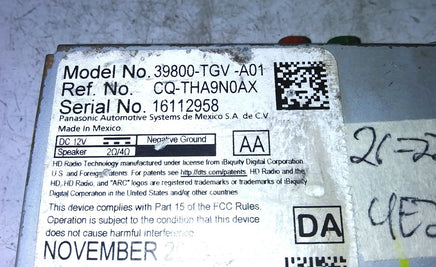 Model No. 39800-TGV -A01
Ref. No. CQ-THA9N0AX
Serial No. 16112958
Panasonic Automotive Systems de Mexico S.A. de C.V.
Made in Mexico.
DC 12V Negative Ground
Speaker 2Ω/4Ω
AA
HD Radio Technology manufactured under license from iBiquity Digital Corporation.
U.S. and Foreign Patents. For patents see http://dts.com/patents. HD Radio and the
HD, HD Radio, and "ARC" logos are registered trademarks or trademarks of iBiquity
Digital Corporation in the United States and/or other countries.
This device complies with Part 15 of the FCC Rules.
Operation is subject to the condition that this device
does not cause harmful interference.
DA
NOVEMBER